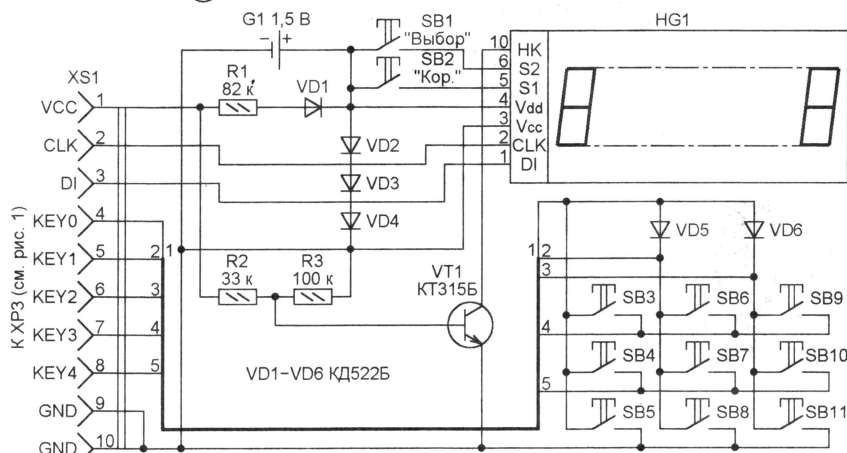 G1 1,5 В
− +
SB1
"Выбор"
SB2
"Кор."
HG1
10 НК
6 S2
5 S1
4 Vdd
3 Vcc
2 CLK
1 DI
XS1
К ХР3 (см. рис. 1)
VCC 1
CLK 2
DI 3
KEY0 4
KEY1 5
KEY2 6
KEY3 7
KEY4 8
GND 9
GND 10
R1
82 к
VD1
VD2
VD3
VD4
R2
33 к
R3
100 к
VT1
КТ315Б
VD1−VD6 КД522Б
1
2
3
4
5
1
2
3
4
5
VD5
VD6
SB3
SB6
SB9
SB4
SB7
SB10
SB5
SB8
SB11